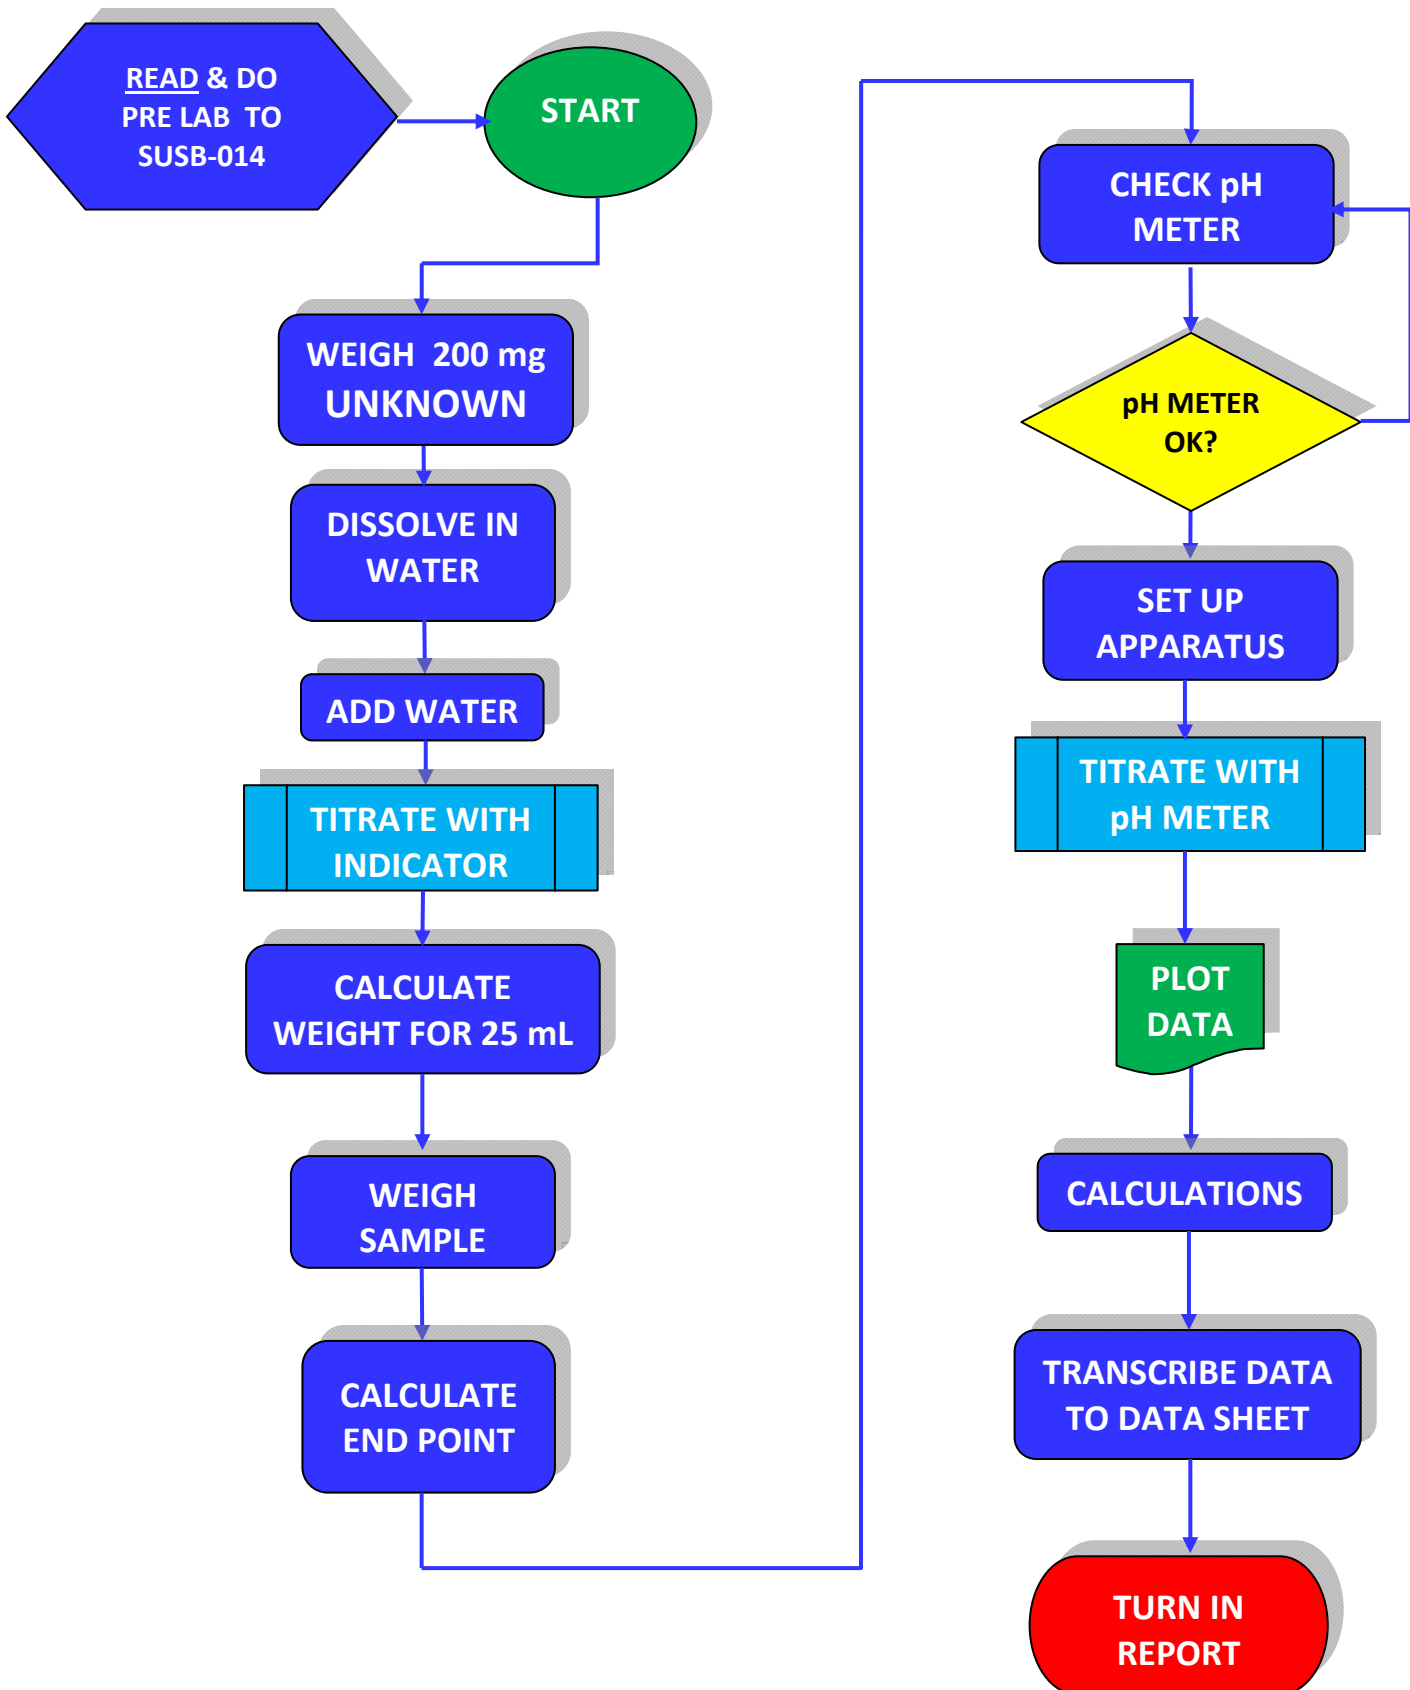 READ & DO
PRE LAB TO
SUSB-014
START
WEIGH 200 mg
UNKNOWN
DISSOLVE IN
WATER
ADD WATER
TITRATE WITH
INDICATOR
CALCULATE
WEIGHT FOR 25 mL
WEIGH
SAMPLE
CALCULATE
END POINT
CHECK pH
METER
pH METER
OK?
SET UP
APPARATUS
TITRATE WITH
pH METER
PLOT
DATA
CALCULATIONS
TRANSCRIBE DATA
TO DATA SHEET
TURN IN
REPORT